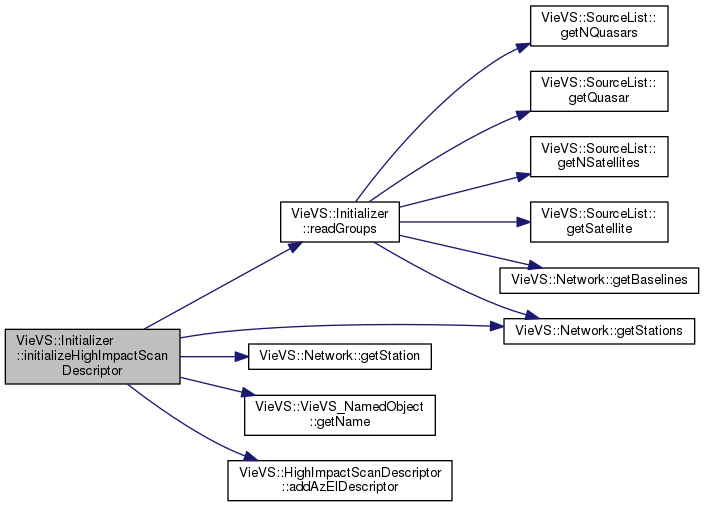 VieVS::SourceList::
getNQuasars
VieVS::SourceList::
getQuasar
VieVS::SourceList::
getNSatellites
VieVS::SourceList::
getSatellite
VieVS::Initializer
::readGroups
VieVS::Network::getBaselines
VieVS::Network::getStations
VieVS::Initializer
::initializeHighImpactScan
Descriptor
VieVS::Network::getStation
VieVS::VieVS_NamedObject
::getName
VieVS::HighImpactScanDescriptor
::addAzElDescriptor